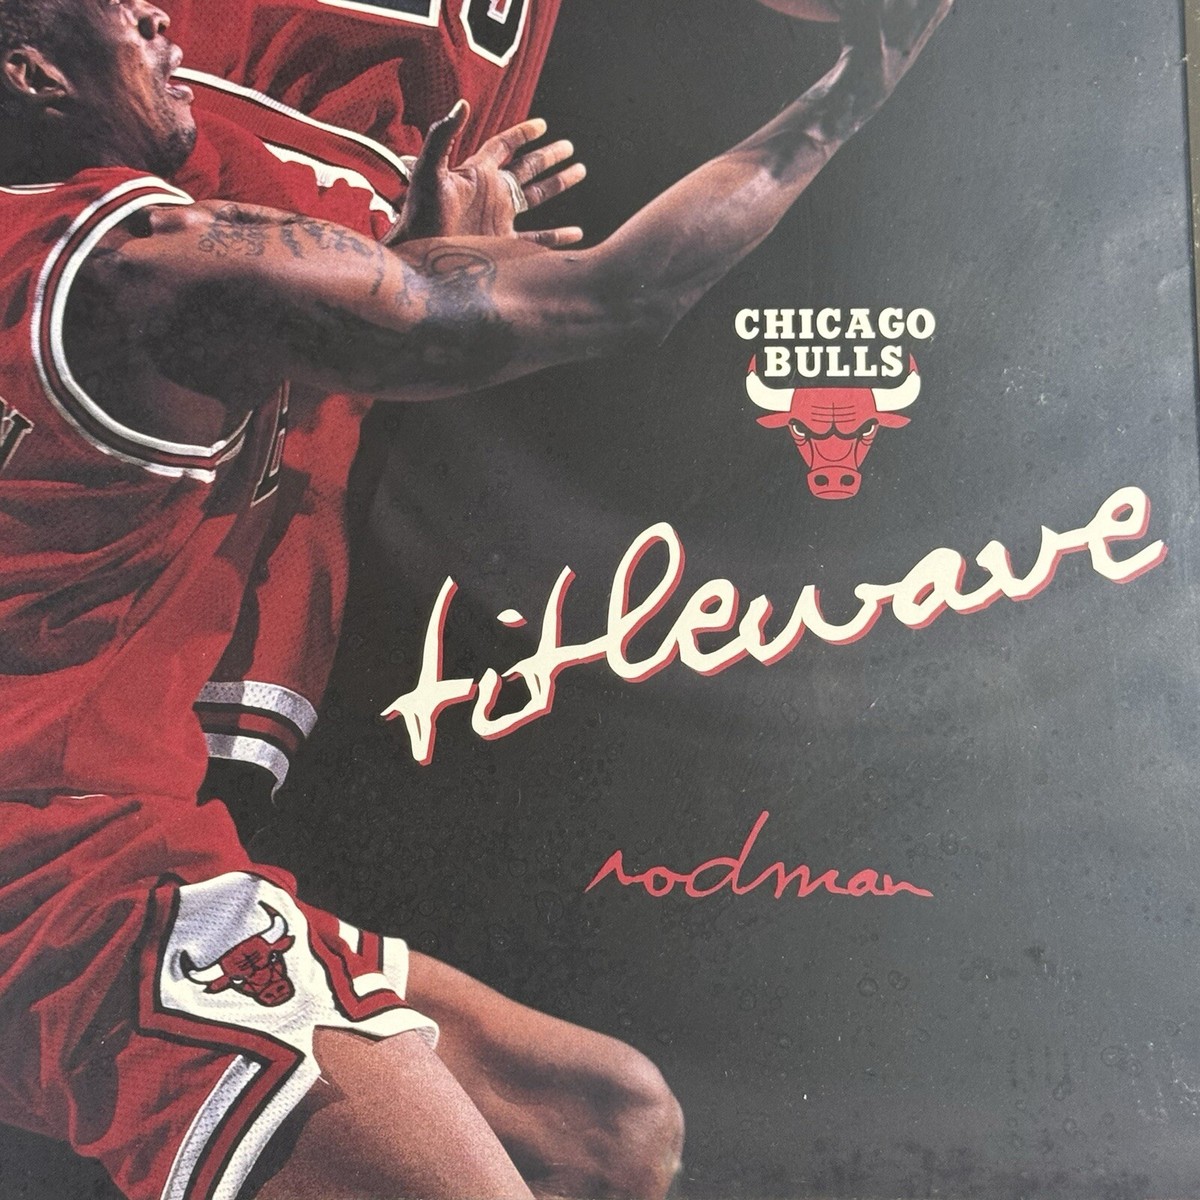 CHICAGO
BULLS
titlewave
rodman